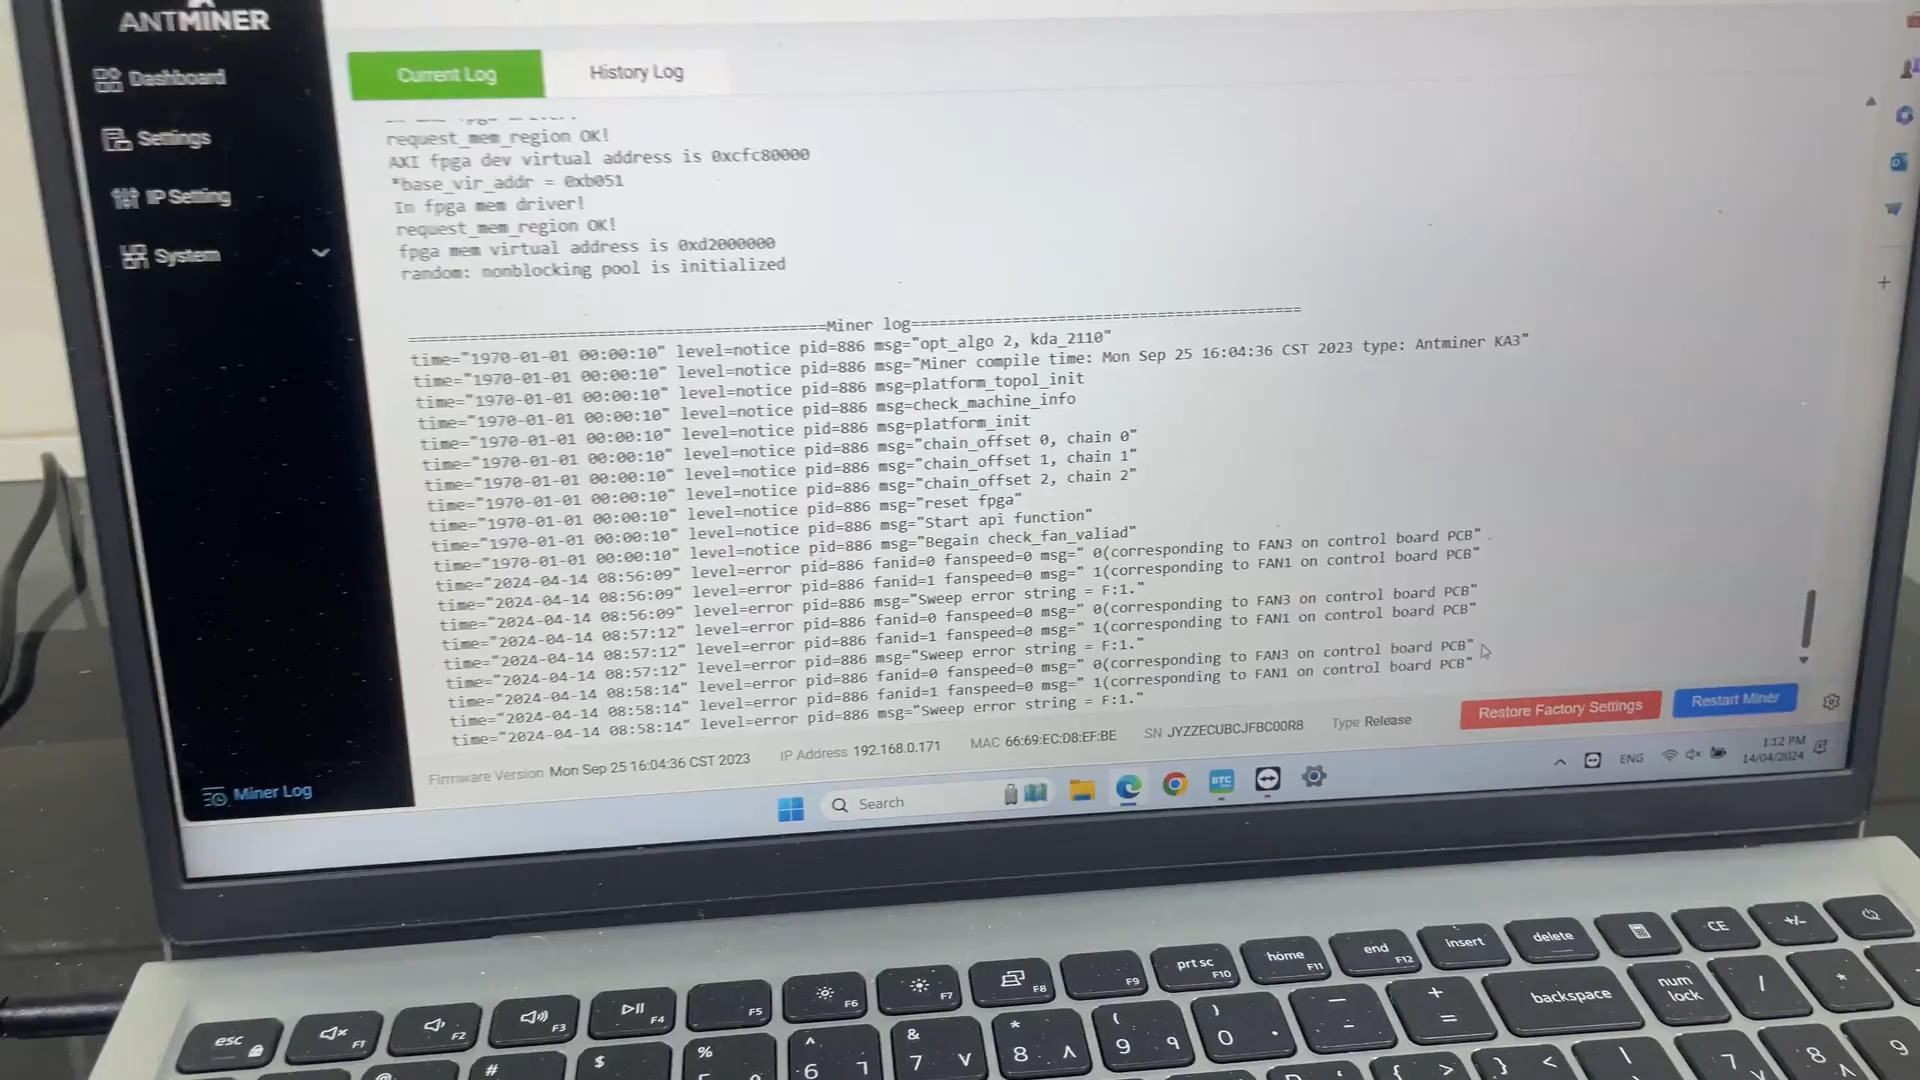 ANTMINER
Dashboard
Settings
IP Setting
System
Miner Log
Current Log
History Log
request_mem_region OK!
AXI fpga dev virtual address is 0xcfc80000
*base_vir_addr = 0xb051
In fpga mem driver!
request_mem_region OK!
fpga mem virtual address is 0xd2000000
random: nonblocking pool is initialized
===Miner log===
time="1970-01-01 00:00:10" level=notice pid=886 msg="opt_algo 2, kda_2110"
time="1970-01-01 00:00:10" level=notice pid=886 msg="Miner compile time: Mon Sep 25 16:04:36 CST 2023 type: Antminer KA3"
time="1970-01-01 00:00:10" level=notice pid=886 msg=platform_topol_init
time="1970-01-01 00:00:10" level=notice pid=886 msg=check_machine_info
time="1970-01-01 00:00:10" level=notice pid=886 msg=platform_init
time="1970-01-01 00:00:10" level=notice pid=886 msg="chain_offset 0, chain 0"
time="1970-01-01 00:00:10" level=notice pid=886 msg="chain_offset 1, chain 1"
time="1970-01-01 00:00:10" level=notice pid=886 msg="chain_offset 2, chain 2"
time="1970-01-01 00:00:10" level=notice pid=886 msg="reset fpga"
time="1970-01-01 00:00:10" level=notice pid=886 msg="Start api function"
time="1970-01-01 00:00:10" level=notice pid=886 msg="Begain check_fan_valiad"
time="2024-04-14 08:56:09" level=error pid=886 fanid=0 fanspeed=0 msg=" 0(corresponding to FAN3 on control board PCB"
time="2024-04-14 08:56:09" level=error pid=886 fanid=1 fanspeed=0 msg=" 1(corresponding to FAN1 on control board PCB"
time="2024-04-14 08:56:09" level=error pid=886 msg="Sweep error string = F:1."
time="2024-04-14 08:57:12" level=error pid=886 fanid=0 fanspeed=0 msg=" 0(corresponding to FAN3 on control board PCB"
time="2024-04-14 08:57:12" level=error pid=886 fanid=1 fanspeed=0 msg=" 1(corresponding to FAN1 on control board PCB"
time="2024-04-14 08:57:12" level=error pid=886 msg="Sweep error string = F:1."
time="2024-04-14 08:58:14" level=error pid=886 fanid=0 fanspeed=0 msg=" 0(corresponding to FAN3 on control board PCB"
time="2024-04-14 08:58:14" level=error pid=886 fanid=1 fanspeed=0 msg=" 1(corresponding to FAN1 on control board PCB"
time="2024-04-14 08:58:14" level=error pid=886 msg="Sweep error string = F:1."
Restore Factory Settings
Restart Miner
Firmware Version Mon Sep 25 16:04:36 CST 2023 IP Address 192.168.0.171 MAC 66:69:EC:D8:EF:BE SN JYZZECUBCJFBC00R8 Type Release
Search
BTC
ENG
1:12 PM
14/04/2024
esc F1 F2 F3 F4 F5 F6 F7 F8 F9 prt sc F10 home F11 end F12 insert delete CE +/-
# $ % 5 ^ 6 & 7 V * 8 ( 9 ) 0 - + = backspace num lock / *
{ } < > \ 7 8 9